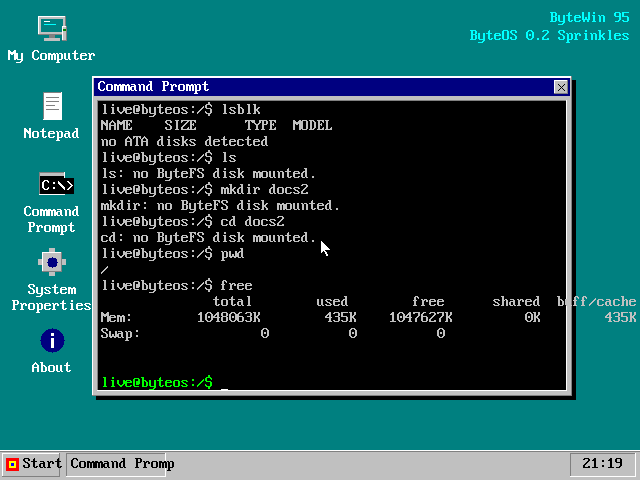 ByteWin 95
ByteOS 0.2 Sprinkles
My Computer
Notepad
Command
Prompt
System
Properties
About
Command Prompt
live@byteos:/$ lsblk
NAME    SIZE      TYPE  MODEL
no ATA disks detected
live@byteos:/$ ls
ls: no ByteFS disk mounted.
live@byteos:/$ mkdir docs2
mkdir: no ByteFS disk mounted.
live@byteos:/$ cd docs2
cd: no ByteFS disk mounted.
live@byteos:/$ pwd
/
live@byteos:/$ free
total        used        free      shared  buff/cache
Mem:        1048063K        435K    1047627K         0K        435K
Swap:               0          0          0
live@byteos:/$ _
Start
Command Promp
21:19